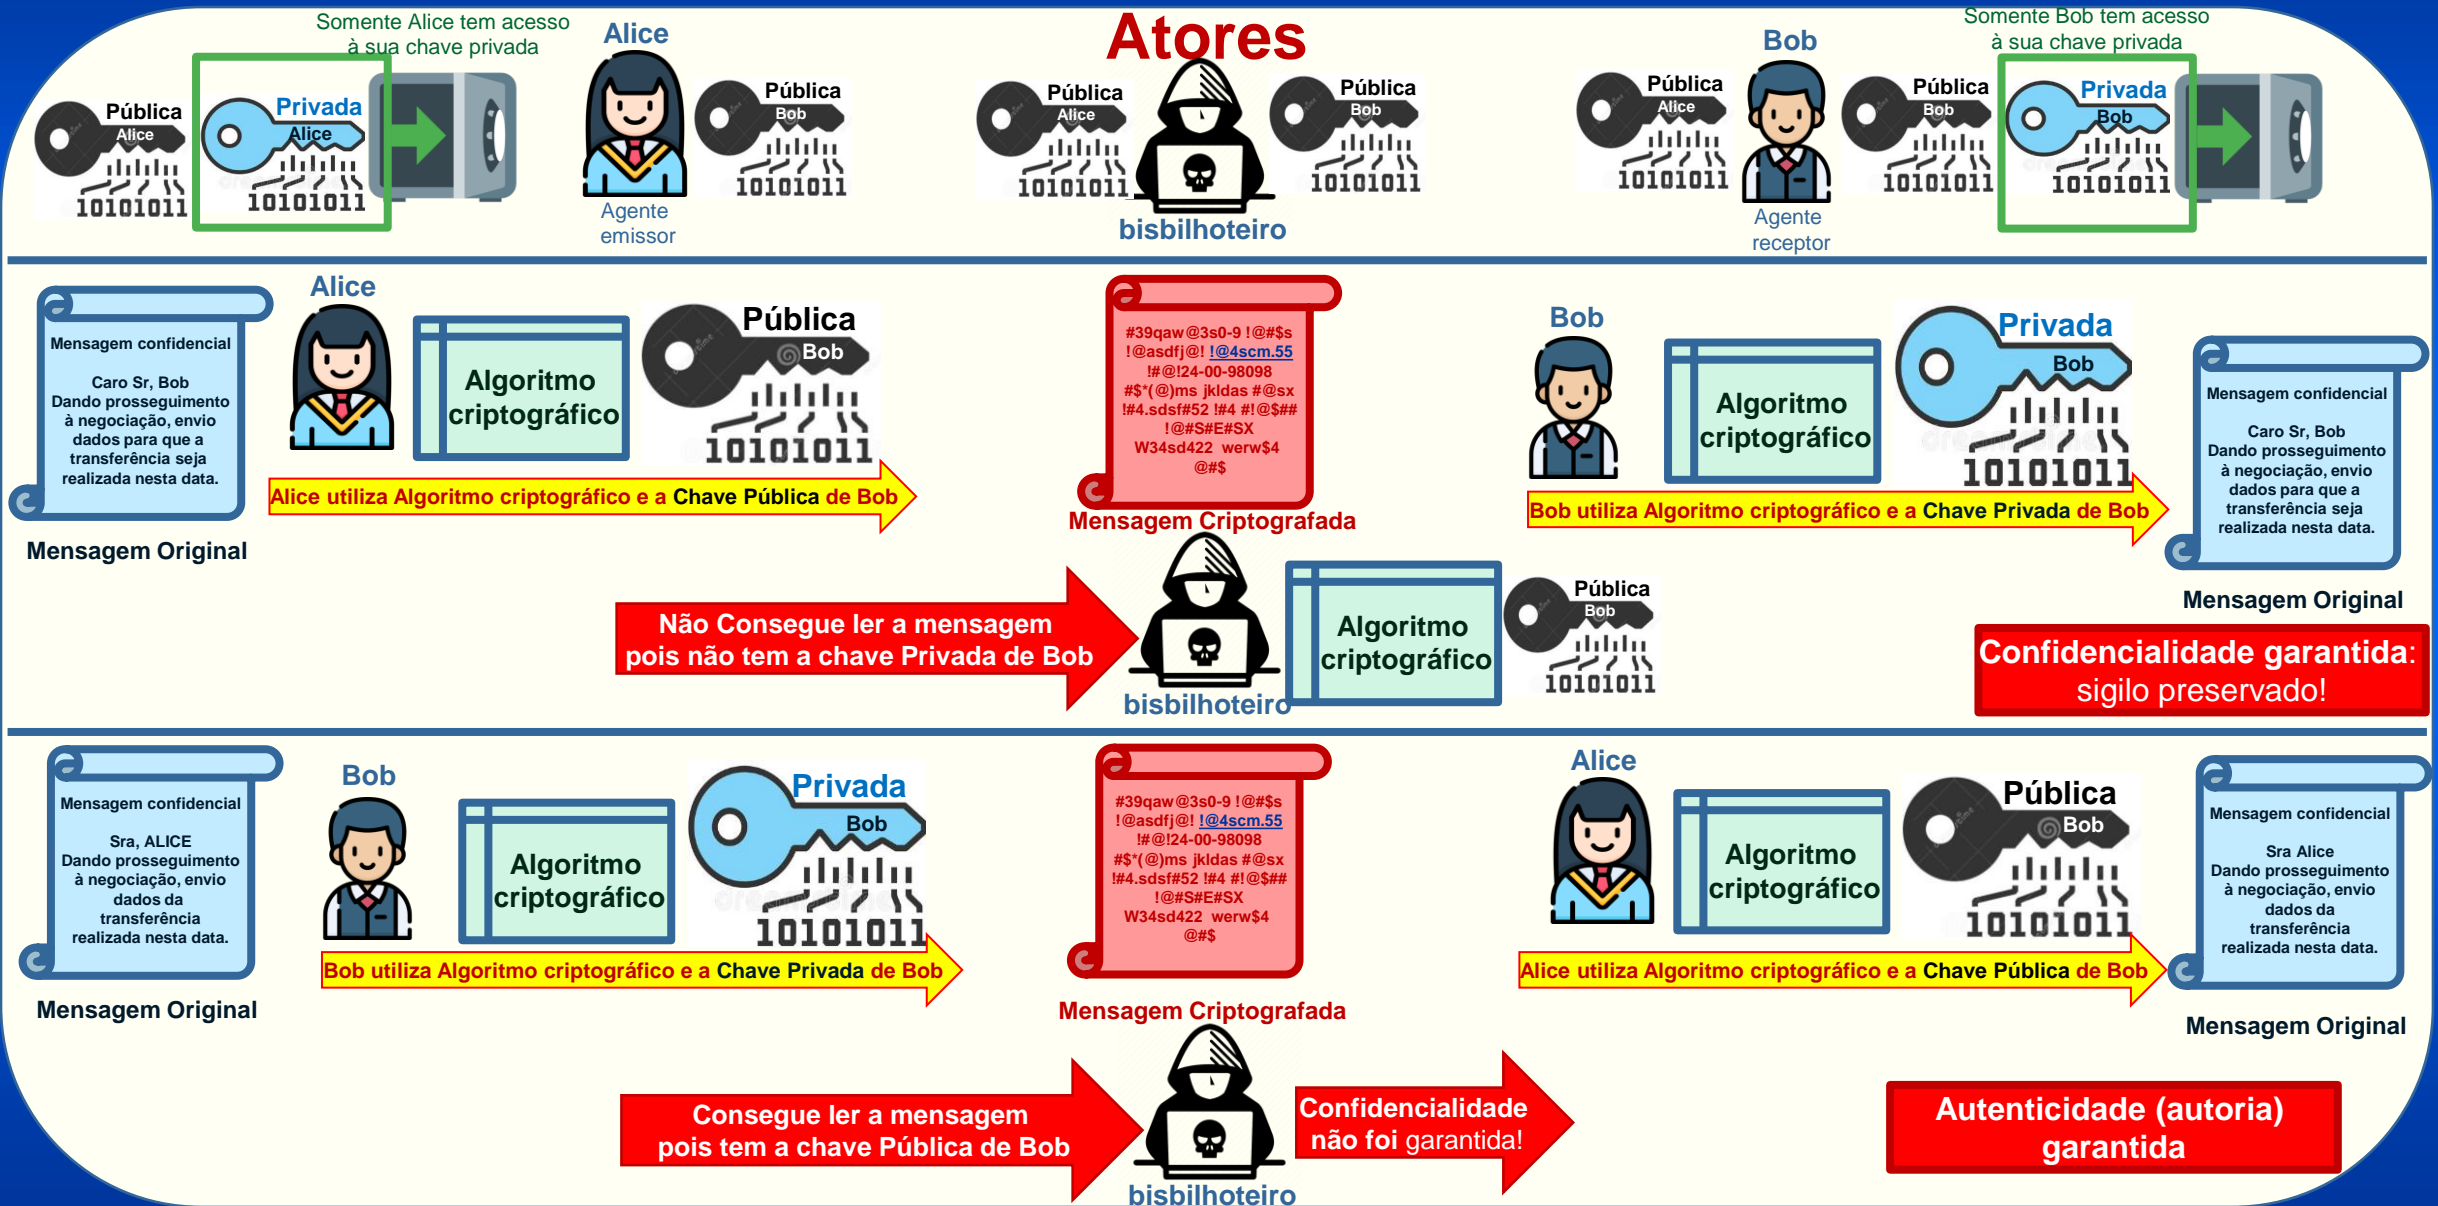 Atores
Somente Alice tem acesso
à sua chave privada
Pública
Alice
10101011
Privada
Alice
10101011
Alice
Agente
emissor
Pública
Bob
10101011
Pública
Alice
10101011
bisbilhoteiro
Pública
Bob
10101011
Somente Bob tem acesso
à sua chave privada
Pública
Alice
10101011
Bob
Agente
receptor
Pública
Bob
10101011
Privada
Bob
10101011
Mensagem confidencial
Caro Sr, Bob
Dando prosseguimento
à negociação, envio
dados para que a
transferência seja
realizada nesta data.
Mensagem Original
Alice
Algoritmo
criptográfico
Pública
Bob
10101011
Alice utiliza Algoritmo criptográfico e a Chave Pública de Bob
#39qaw@3s0-9 !@#$s
!@asdfj@! !@4scm.55
!#@!24-00-98098
#$*(@)ms jkldas #@sx
!#4.sdsf#52 !#4 #!@$##
!@#S#E#SX
W34sd422 werw$4
@#$
Mensagem Criptografada
Bob
Algoritmo
criptográfico
Privada
Bob
10101011
Bob utiliza Algoritmo criptográfico e a Chave Privada de Bob
Mensagem confidencial
Caro Sr, Bob
Dando prosseguimento
à negociação, envio
dados para que a
transferência seja
realizada nesta data.
Mensagem Original
Não Consegue ler a mensagem
pois não tem a chave Privada de Bob
bisbilhoteiro
Algoritmo
criptográfico
Pública
Bob
10101011
Confidencialidade garantida:
sigilo preservado!
Mensagem confidencial
Sra, ALICE
Dando prosseguimento
à negociação, envio
dados da
transferência
realizada nesta data.
Mensagem Original
Bob
Algoritmo
criptográfico
Privada
Bob
10101011
Bob utiliza Algoritmo criptográfico e a Chave Privada de Bob
#39qaw@3s0-9 !@#$s
!@asdfj@! !@4scm.55
!#@!24-00-98098
#$*(@)ms jkldas #@sx
!#4.sdsf#52 !#4 #!@$##
!@#S#E#SX
W34sd422 werw$4
@#$
Mensagem Criptografada
Alice
Algoritmo
criptográfico
Pública
Bob
10101011
Alice utiliza Algoritmo criptográfico e a Chave Pública de Bob
Mensagem confidencial
Sra Alice
Dando prosseguimento
à negociação, envio
dados da
transferência
realizada nesta data.
Mensagem Original
Consegue ler a mensagem
pois tem a chave Pública de Bob
bisbilhoteiro
Confidencialidade
não foi garantida!
Autenticidade (autoria)
garantida